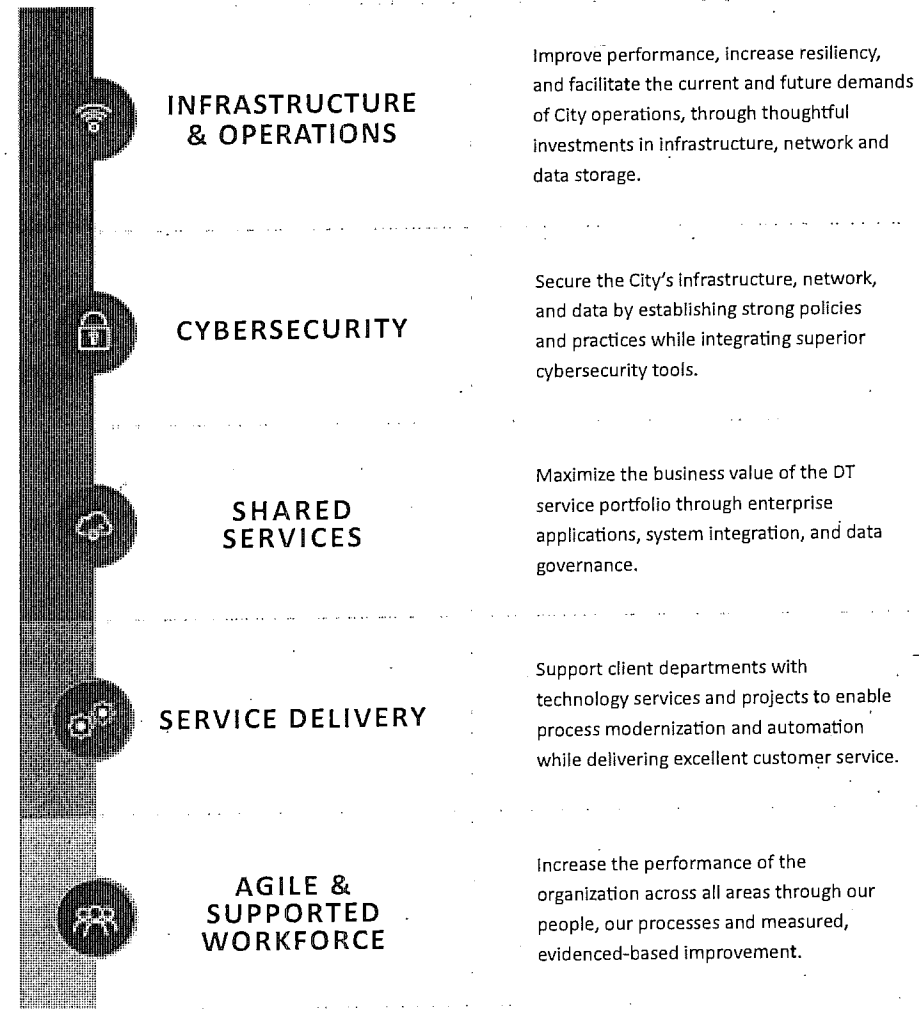 INFRASTRUCTURE
& OPERATIONS
Improve performance, increase resiliency,
and facilitate the current and future demands
of City operations, through thoughtful
investments in infrastructure, network and
data storage.
CYBERSECURITY
Secure the City's infrastructure, network,
and data by establishing strong policies
and practices while integrating superior
cybersecurity tools.
SHARED
SERVICES
Maximize the business value of the DT
service portfolio through enterprise
applications, system integration, and data
governance.
SERVICE DELIVERY
Support client departments with
technology services and projects to enable
process modernization and automation
while delivering excellent customer service.
AGILE &
SUPPORTED
WORKFORCE
Increase the performance of the
organization across all areas through our
people, our processes and measured,
evidenced-based improvement.